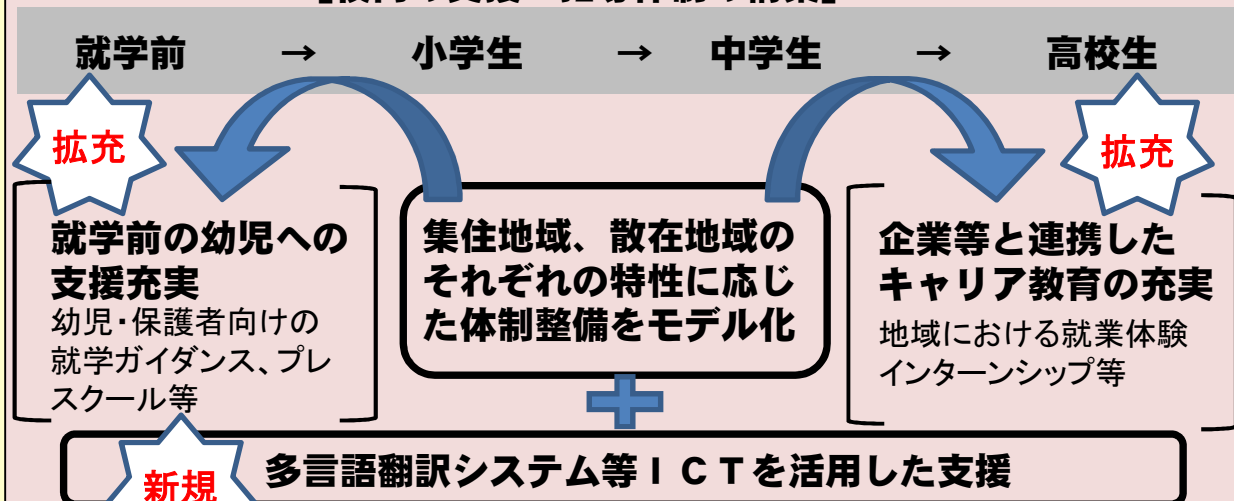 就学前 → 小学生 → 中学生 → 高校生
拡充
拡充
就学前の幼児への
支援充実
幼児・保護者向けの
就学ガイダンス、プレ
スクール等
集住地域、散在地域の
それぞれの特性に応じ
た体制整備をモデル化
企業等と連携した
キャリア教育の充実
地域における就業体験
インターンシップ等
新規
多言語翻訳システム等ＩＣＴを活用した支援